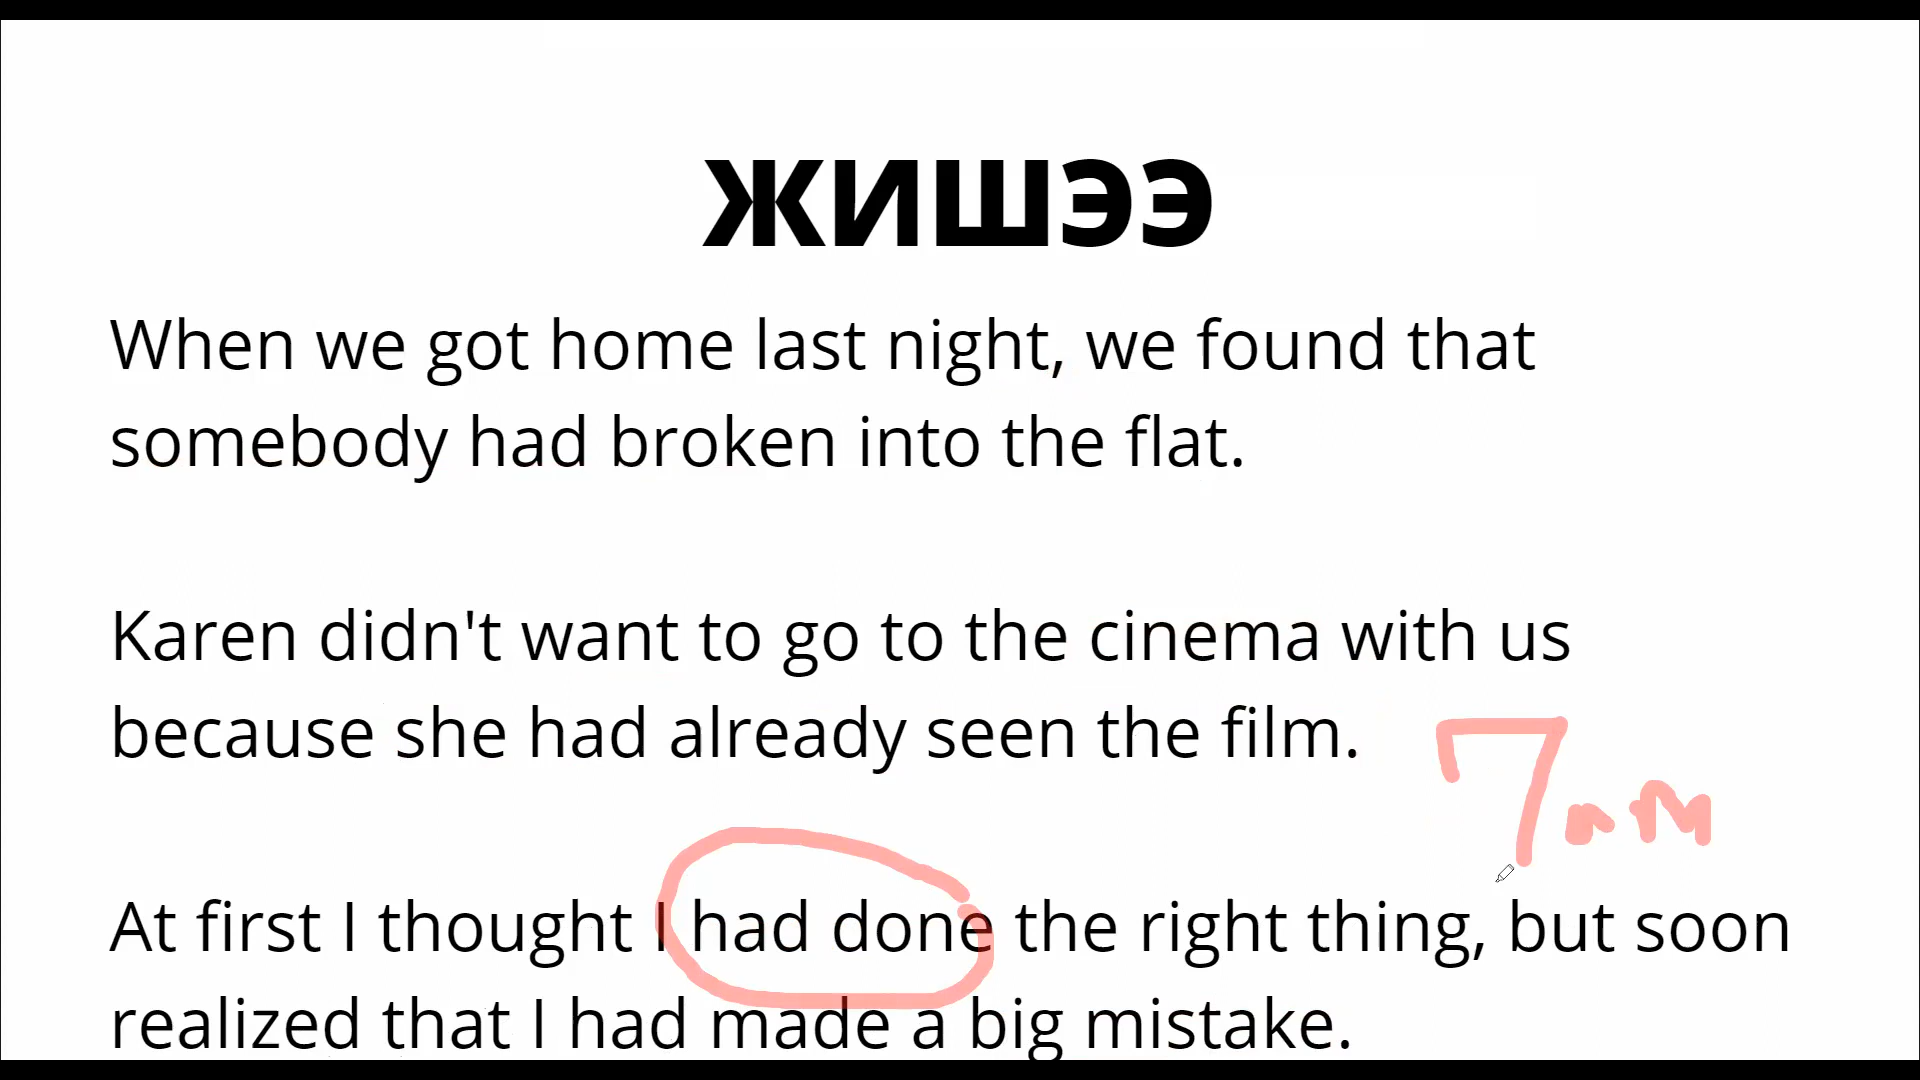 ЖИШЭЭ
When we got home last night, we found that
somebody had broken into the flat.
Karen didn't want to go to the cinema with us
because she had already seen the film.
At first I thought I had done the right thing, but soon
realized that I had made a big mistake.